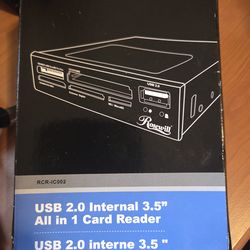 USB 2.0
Rosewill
RCR-IC002
USB 2.0 Internal 3.5"
All in 1 Card Reader
USB 2.0 interne 3.5 "